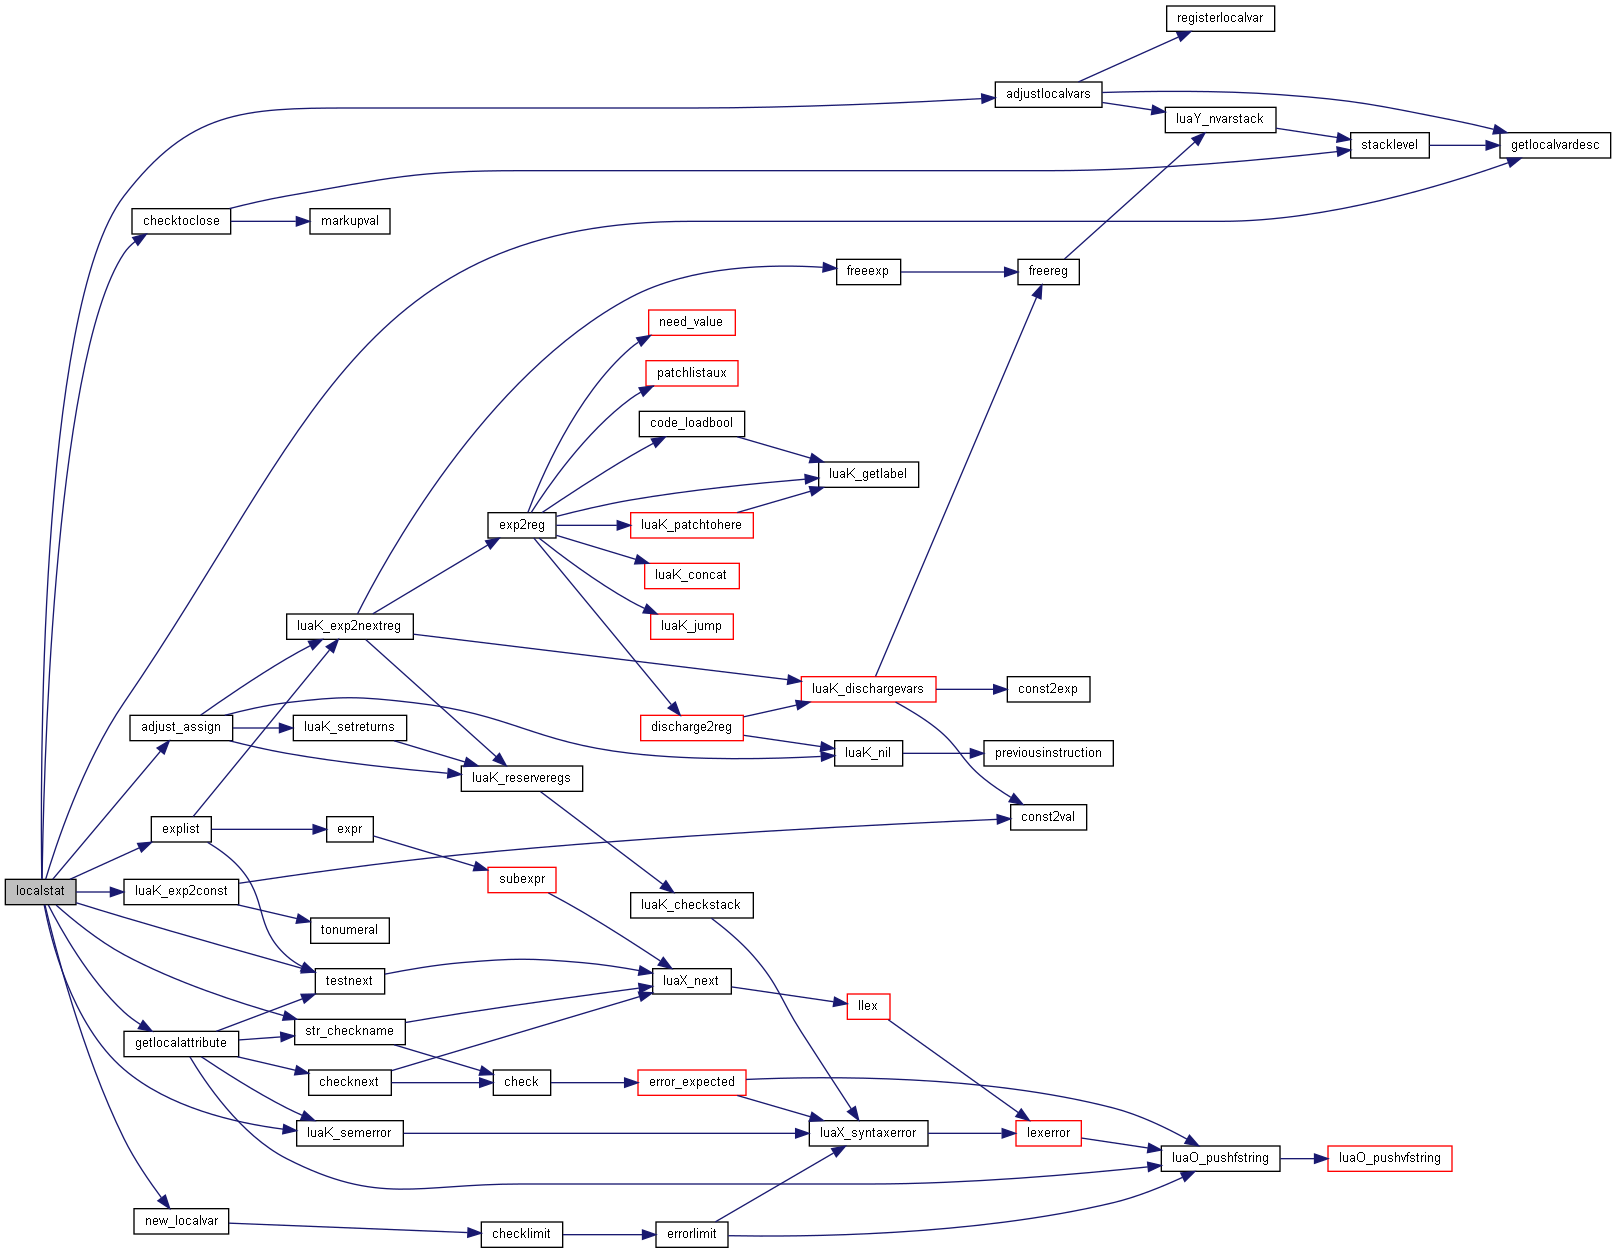 registerlocalvar
adjustlocalvars
luaY_nvarstack
stacklevel
getlocalvardesc
checktoclose
markupval
freeexp
freereg
need_value
patchlistaux
code_loadbool
luaK_getlabel
exp2reg
luaK_patchtohere
luaK_concat
luaK_exp2nextreg
luaK_jump
luaK_dischargevars
const2exp
adjust_assign
luaK_setreturns
discharge2reg
luaK_nil
previousinstruction
luaK_reserveregs
const2val
explist
expr
localstat
luaK_exp2const
subexpr
luaK_checkstack
tonumeral
testnext
luaX_next
llex
str_checkname
getlocalattribute
checknext
check
error_expected
luaK_semerror
luaX_syntaxerror
lexerror
luaO_pushfstring
luaO_pushvfstring
new_localvar
checklimit
errorlimit